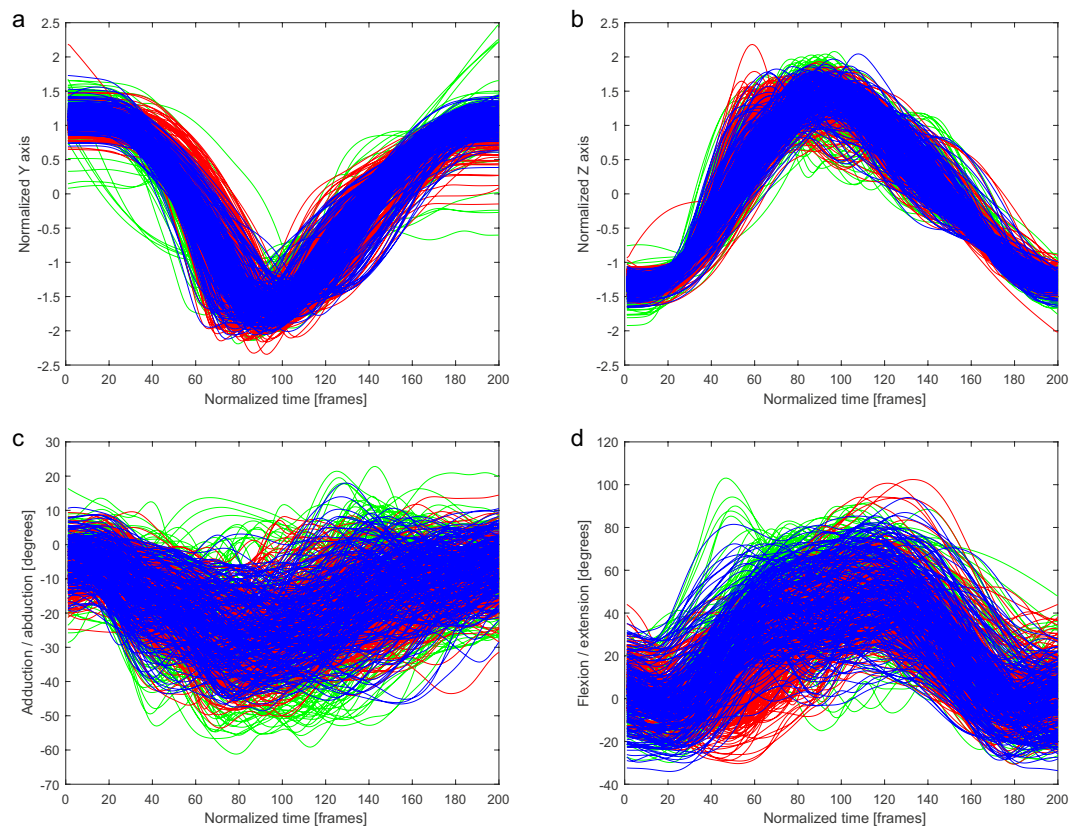 a
2.5
2
1.5
1
0.5
0
-0.5
-1
-1.5
-2
-2.5
Normalized Y axis
0 20 40 60 80 100 120 140 160 180 200
Normalized time [frames]
b
2.5
2
1.5
1
0.5
0
-0.5
-1
-1.5
-2
-2.5
Normalized Z axis
0 20 40 60 80 100 120 140 160 180 200
Normalized time [frames]
c
30
20
10
0
-10
-20
-30
-40
-50
-60
-70
Adduction / abduction [degrees]
0 20 40 60 80 100 120 140 160 180 200
Normalized time [frames]
d
120
100
80
60
40
20
0
-20
-40
Flexion / extension [degrees]
0 20 40 60 80 100 120 140 160 180 200
Normalized time [frames]